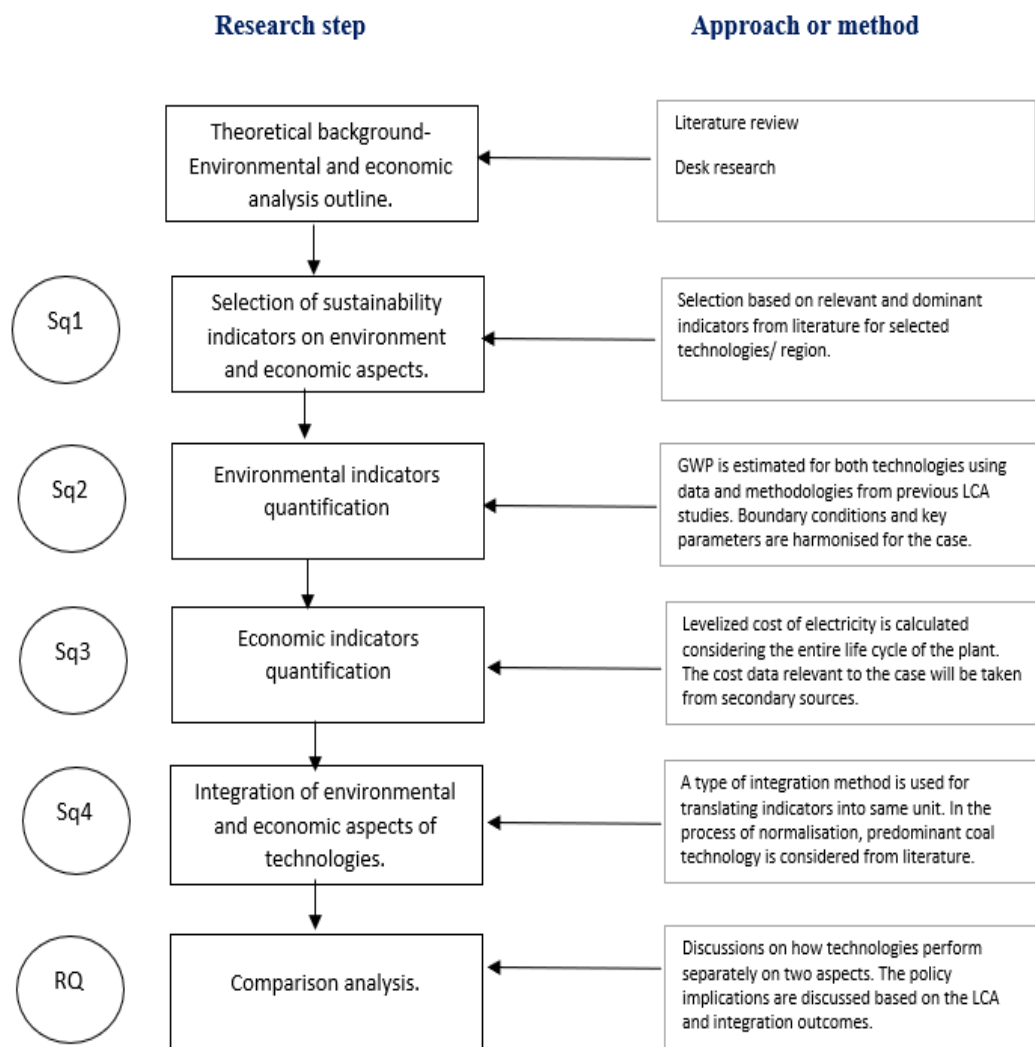 Research step
Approach or method
Theoretical background-
Environmental and economic
analysis outline.
Literature review
Desk research
Sq1
Selection of sustainability
indicators on environment
and economic aspects.
Selection based on relevant and dominant
indicators from literature for selected
technologies/ region.
Sq2
Environmental indicators
quantification
GWP is estimated for both technologies using
data and methodologies from previous LCA
studies. Boundary conditions and key
parameters are harmonised for the case.
Sq3
Economic indicators
quantification
Levelized cost of electricity is calculated
considering the entire life cycle of the plant.
The cost data relevant to the case will be taken
from secondary sources.
Sq4
Integration of environmental
and economic aspects of
technologies.
A type of integration method is used for
translating indicators into same unit. In the
process of normalisation, predominant coal
technology is considered from literature.
RQ
Comparison analysis.
Discussions on how technologies perform
separately on two aspects. The policy
implications are discussed based on the LCA
and integration outcomes.